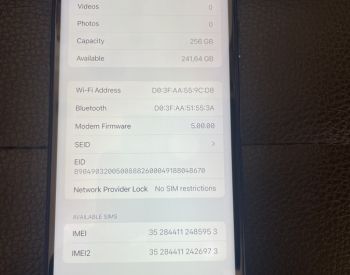 Videos 0
Photos 0
Capacity 256 GB
Available 241,64 GB
Wi-Fi Address D0:3F:AA:55:9C:DB
Bluetooth D0:3F:AA:51:55:3A
Modem Firmware 5.00.00
SEID
EID
89049032005008882600049188048670
Network Provider Lock No SIM restrictions
AVAILABLE SIMS
IMEI 35 284411 248595 3
IMEI2 35 284411 242697 3